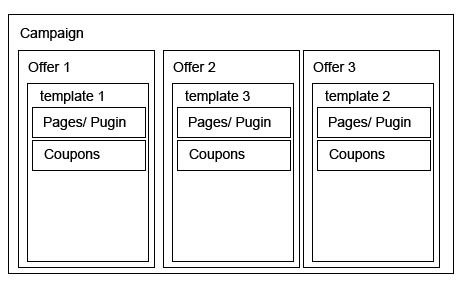 Campaign
Offer 1
template 1
Pages/ Pugin
Coupons
Offer 2
template 3
Pages/ Pugin
Coupons
Offer 3
template 2
Pages/ Pugin
Coupons